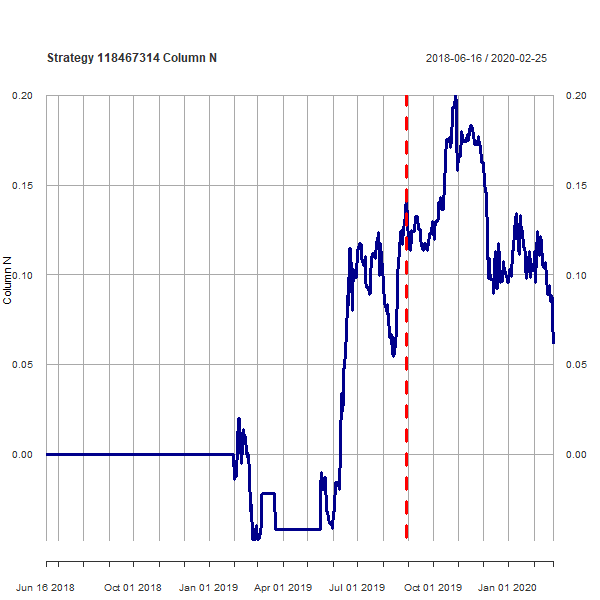 Strategy 118467314 Column N
2018-06-16 / 2020-02-25
0.20
0.20
0.15
0.15
0.10
0.10
0.05
0.05
0.00
0.00
Column N
Jun 16 2018
Oct 01 2018
Jan 01 2019
Apr 01 2019
Jul 01 2019
Oct 01 2019
Jan 01 2020